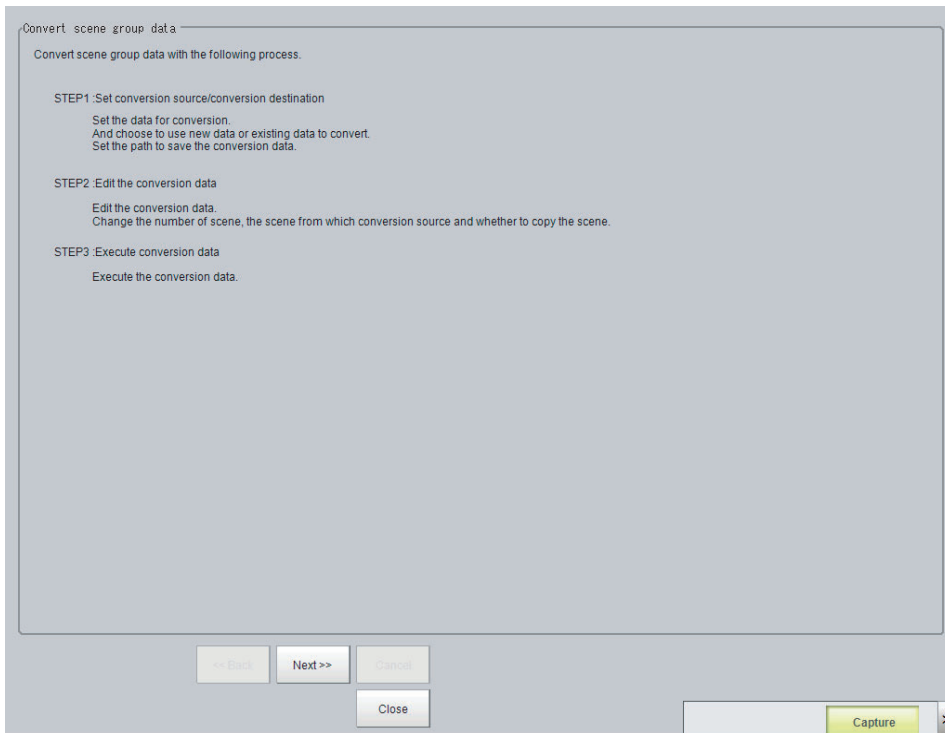 Convert scene group data
Convert scene group data with the following process.
STEP1 :Set conversion source/conversion destination
Set the data for conversion.
And choose to use new data or existing data to convert.
Set the path to save the conversion data.
STEP2 :Edit the conversion data
Edit the conversion data.
Change the number of scene, the scene from which conversion source and whether to copy the scene.
STEP3 :Execute conversion data
Execute the conversion data.
<< Back Next >> Cancel
Close
Capture